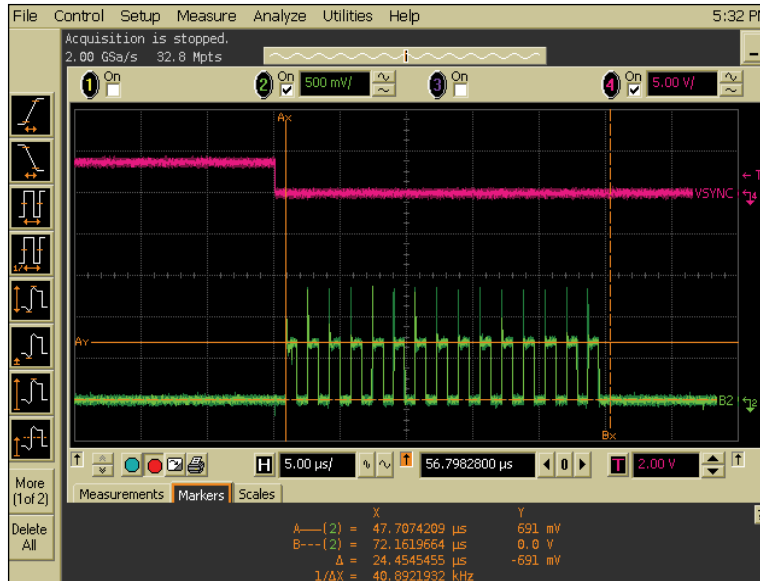 File Control Setup Measure Analyze Utilities Help 5:32 PM
Acquisition is stopped.
2.00 GSa/s 32.8 Mpts
1 On 2 On 500 mV/ 3 On 4 On 5.00 V/
Ax
T
VSYNC 4
Ay
B2 2
Bx
H 5.00 µs/ T 56.7982800 µs 0 T 2.00 V
More
(1 of 2)
Delete
All
Measurements Markers Scales
X Y
A——(2) = 47.7074209 µs 691 mV
B---(2) = 72.1619664 µs 0.0 V
Δ = 24.4545455 µs -691 mV
1/ΔX = 40.8921932 kHz
?